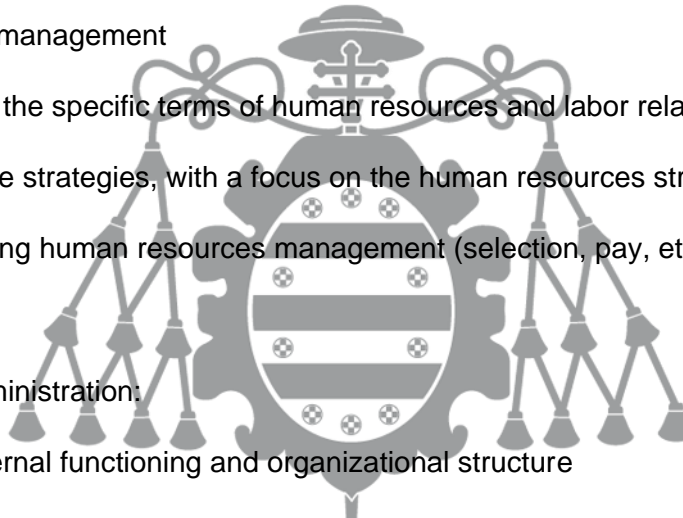 management
the specific terms of human resources and labor rela
e strategies, with a focus on the human resources str
ng human resources management (selection, pay, et
ministration:
ernal functioning and organizational structure